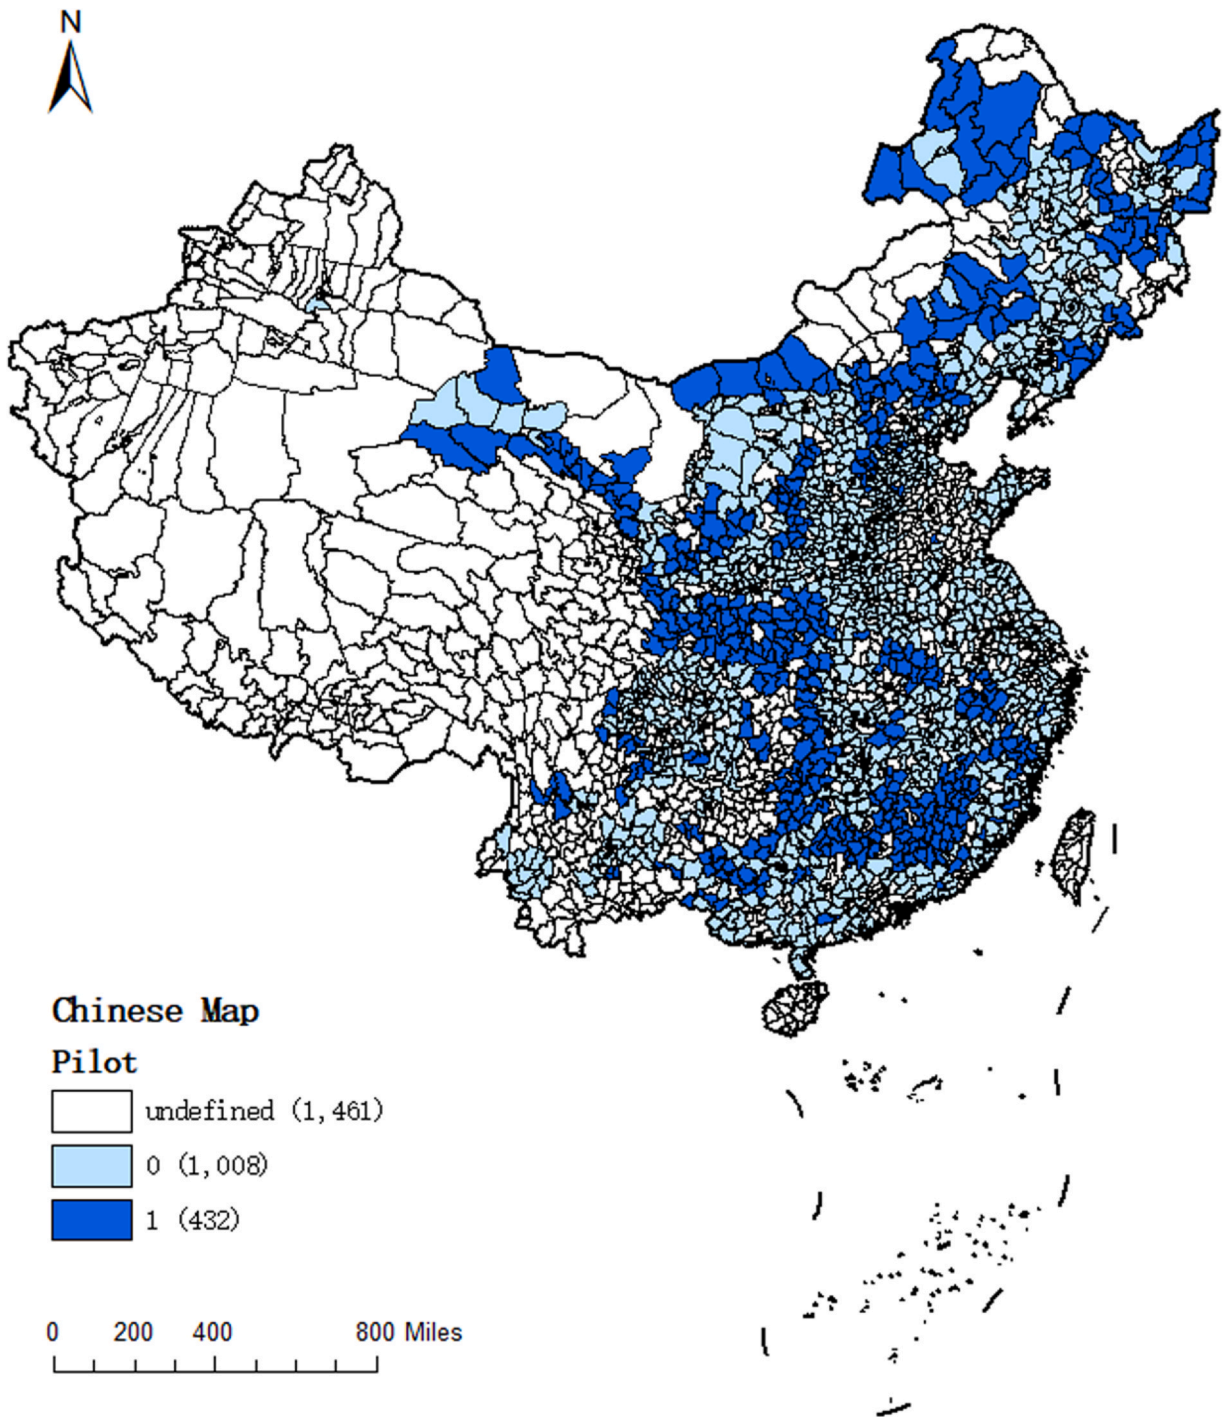 N
Chinese Map
Pilot
undefined (1,461)
0 (1,008)
1 (432)
0 200 400 800 Miles